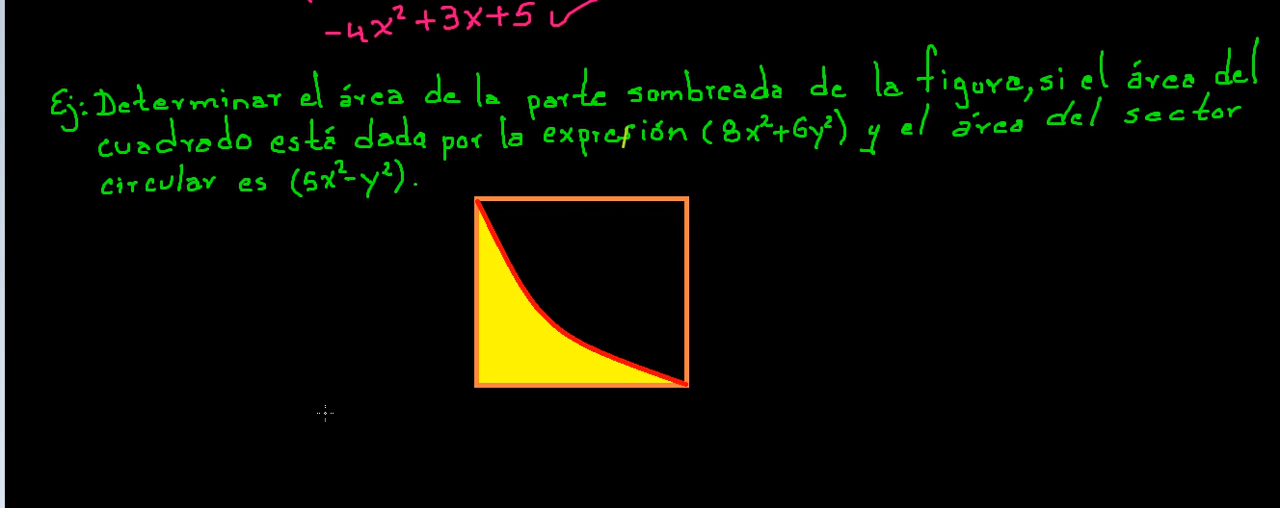 -4x²+3x+5 ✓
Ej: Determinar el área de la parte sombreada de la figura, si el área del
cuadrado está dada por la expresión (8x²+6y²) y el área del sector
circular es (5x²-y²).